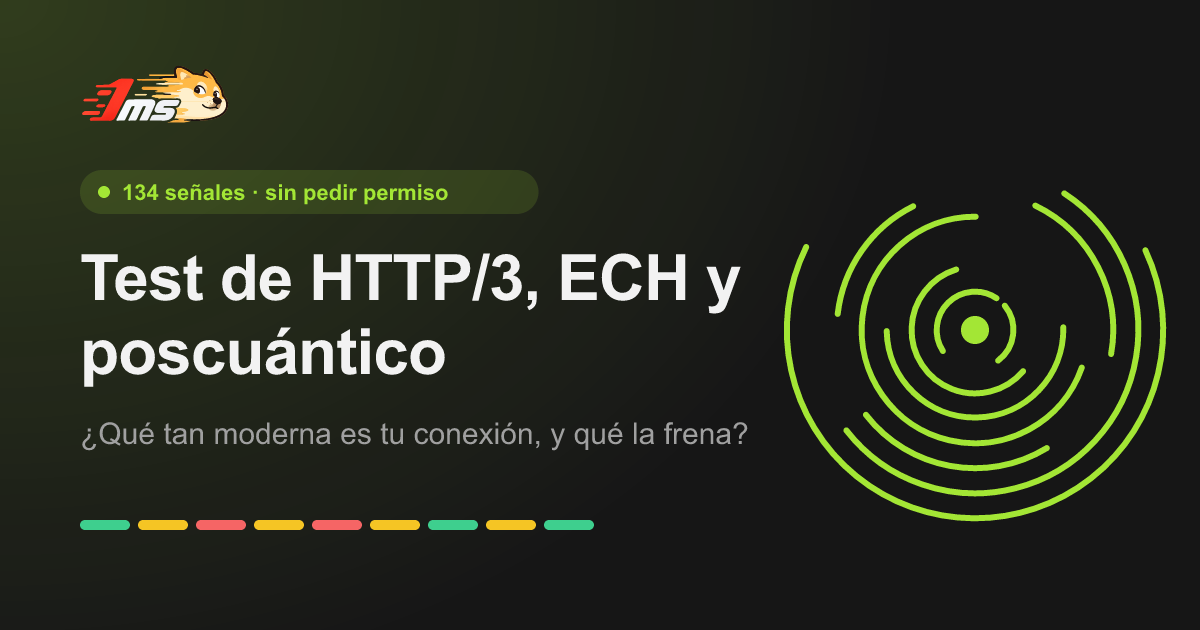 1ms
134 señales · sin pedir permiso
Test de HTTP/3, ECH y
poscuántico
¿Qué tan moderna es tu conexión, y qué la frena?